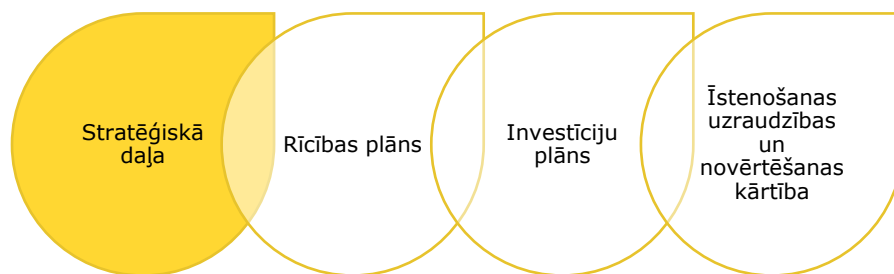 Stratēģiskā
daļa
Rīcības plāns
Investīciju
plāns
Īstenošanas
uzraudzības
un
novērtēšanas
kārtība